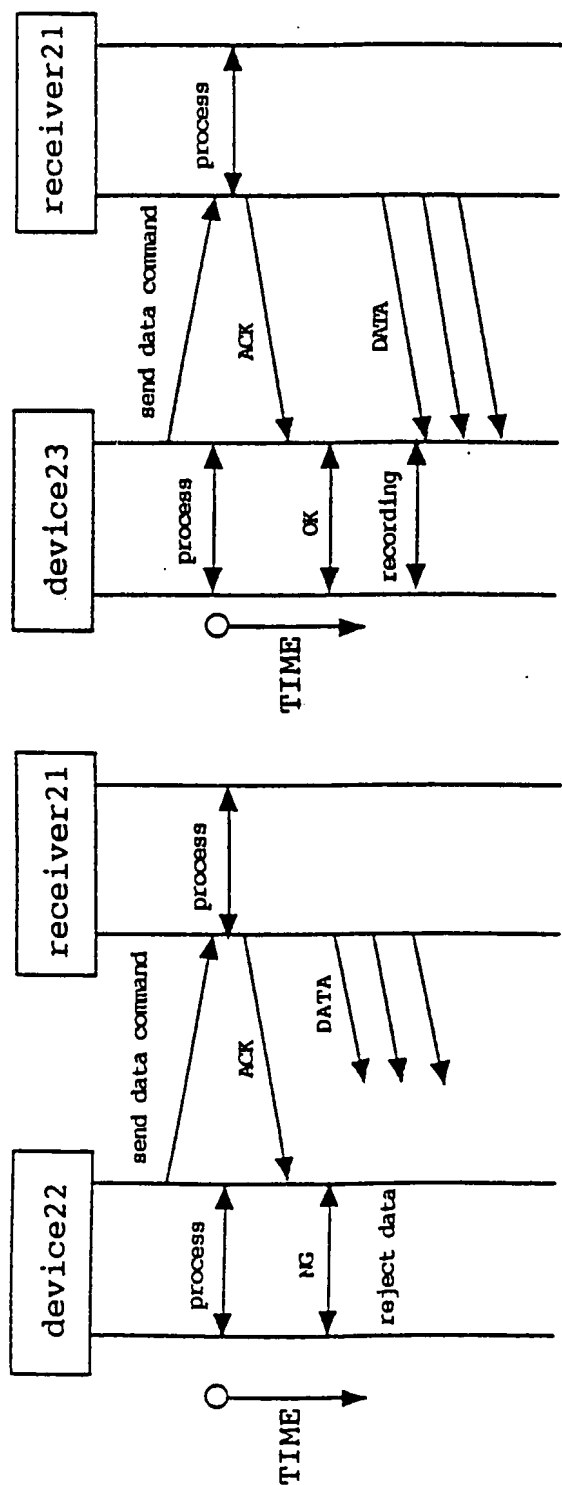 device22
receiver21
send data command
process
process
ACK
NG
DATA
reject data
TIME
device23
receiver21
send data command
process
process
ACK
OK
DATA
recording
TIME